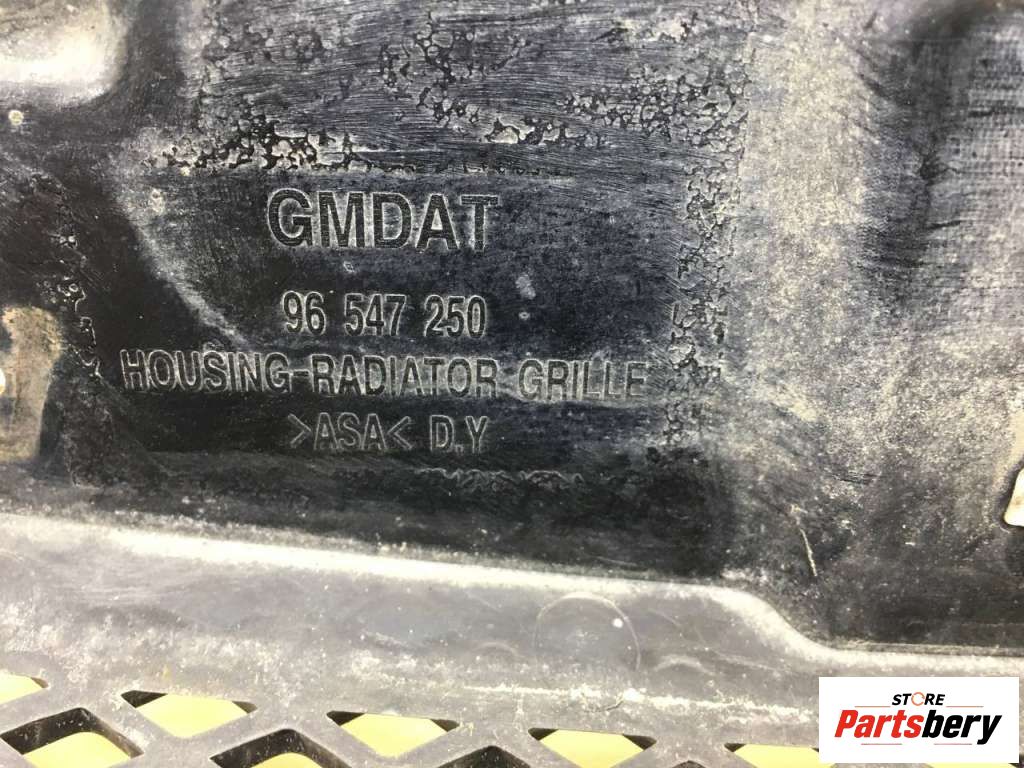 GMDAT
96 547 250
HOUSING-RADIATOR GRILLE
>ASA< D.Y
STORE
Partsbery